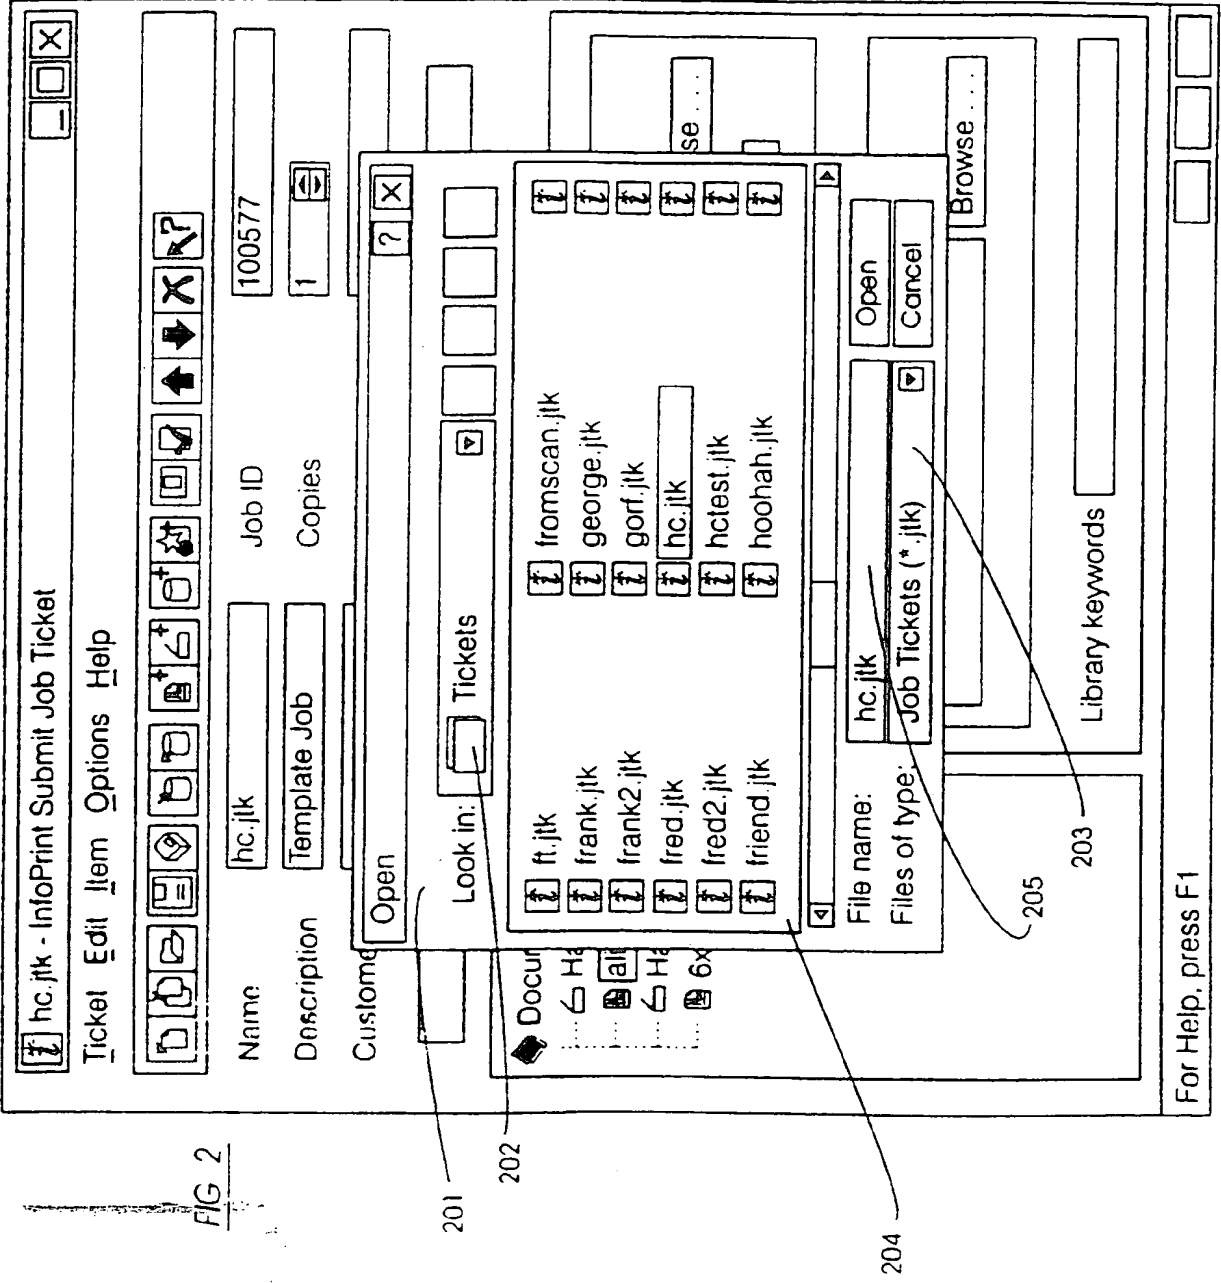 hc.jtk - InfoPrint Submit Job Ticket
Ticket Edit Item Options Help
Name hc.jtk Job ID 100577
Description Template Job Copies 1
Custome
Open ? X
Look in: Tickets
ft.jtk fromscan.jtk
frank.jtk george.jtk
frank2.jtk gorf.jtk
fred.jtk hc.jtk
fred2.jtk hctest.jtk
friend.jtk hoohah.jtk
File name: hc.jtk Open
Files of type: Job Tickets (*.jtk) Cancel
Docur
Ha
ali
Ha
6x
se . . .
Browse . . .
Library keywords
For Help, press F1
201
202
203
204
205
FIG 2